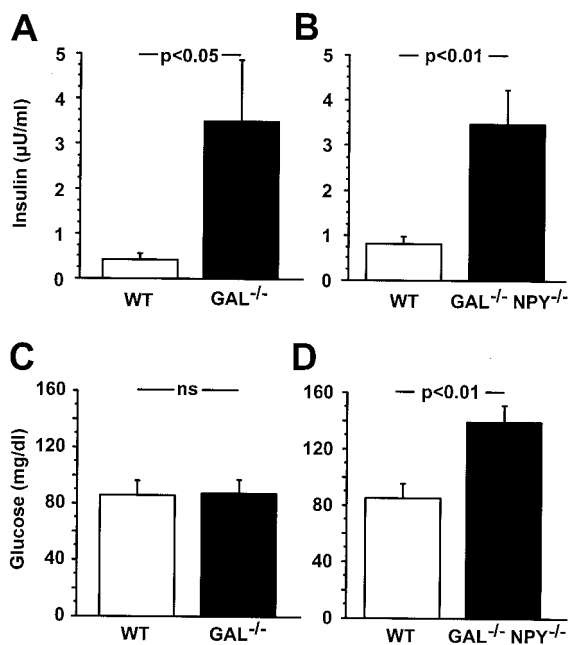 A
B
p<0.05
p<0.01
Insulin (µU/ml)
5
4
3
2
1
0
5
4
3
2
1
0
WT
GAL-/-
WT
GAL-/- NPY-/-
C
D
ns
p<0.01
Glucose (mg/dl)
160
120
80
40
0
160
120
80
40
0
WT
GAL-/-
WT
GAL-/- NPY-/-